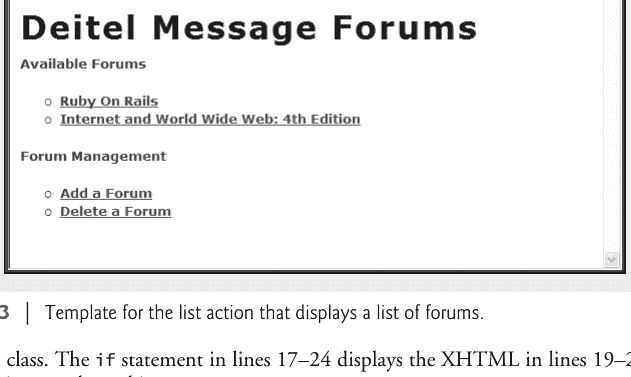 Deitel Message Forums
Available Forums
Ruby On Rails
Internet and World Wide Web: 4th Edition
Forum Management
Add a Forum
Delete a Forum
3 | Template for the list action that displays a list of forums.
class. The if statement in lines 17–24 displays the XHTML in lines 19–2